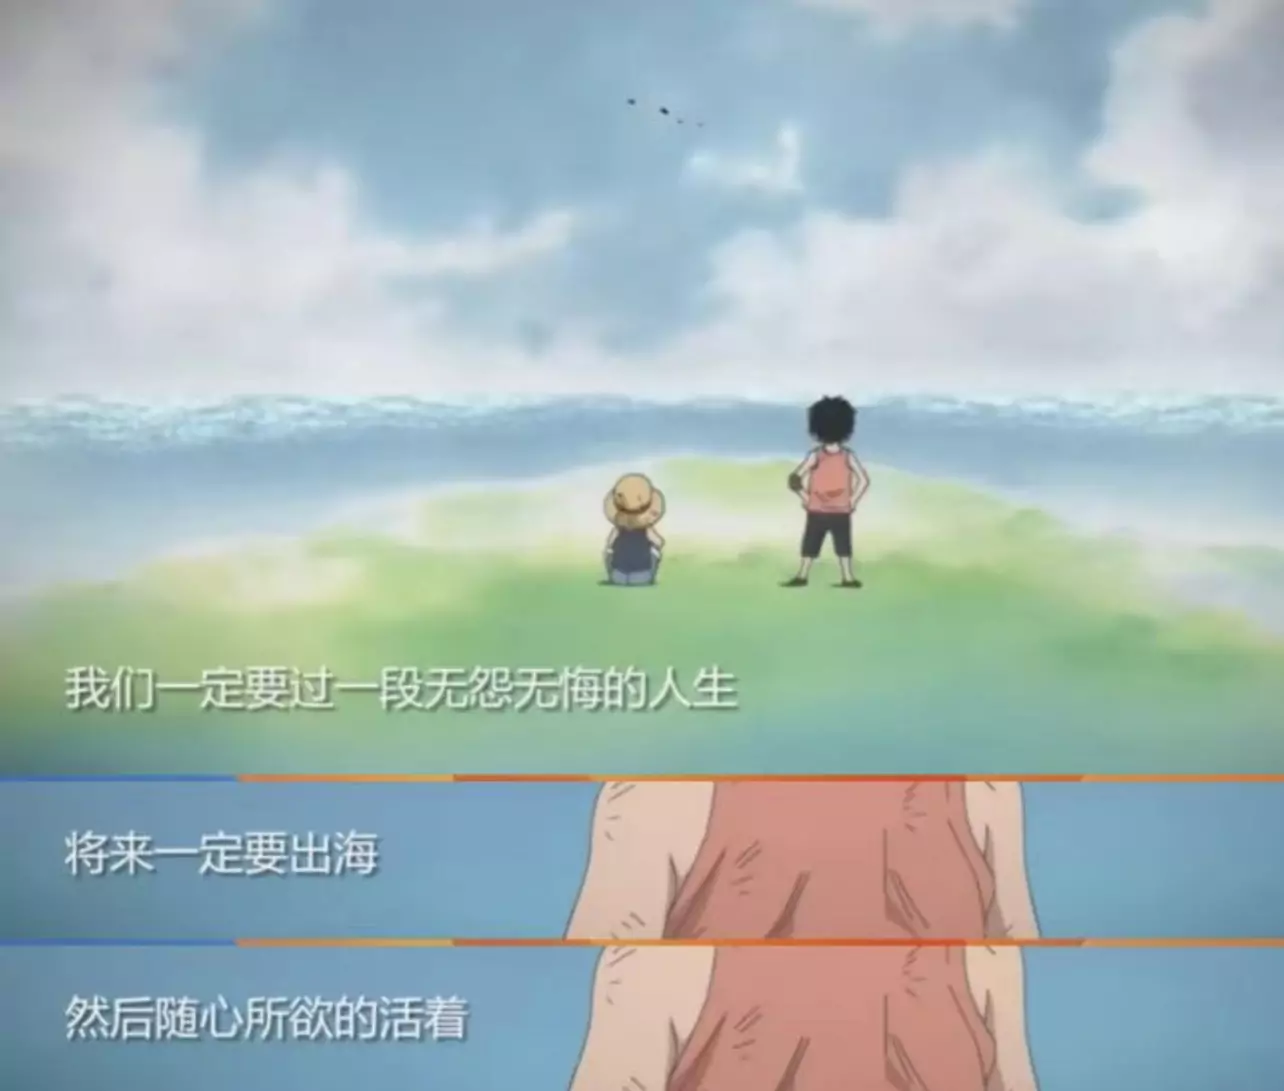 我们一定要过一段无怨无悔的人生
将来一定要出海
然后随心所欲的活着